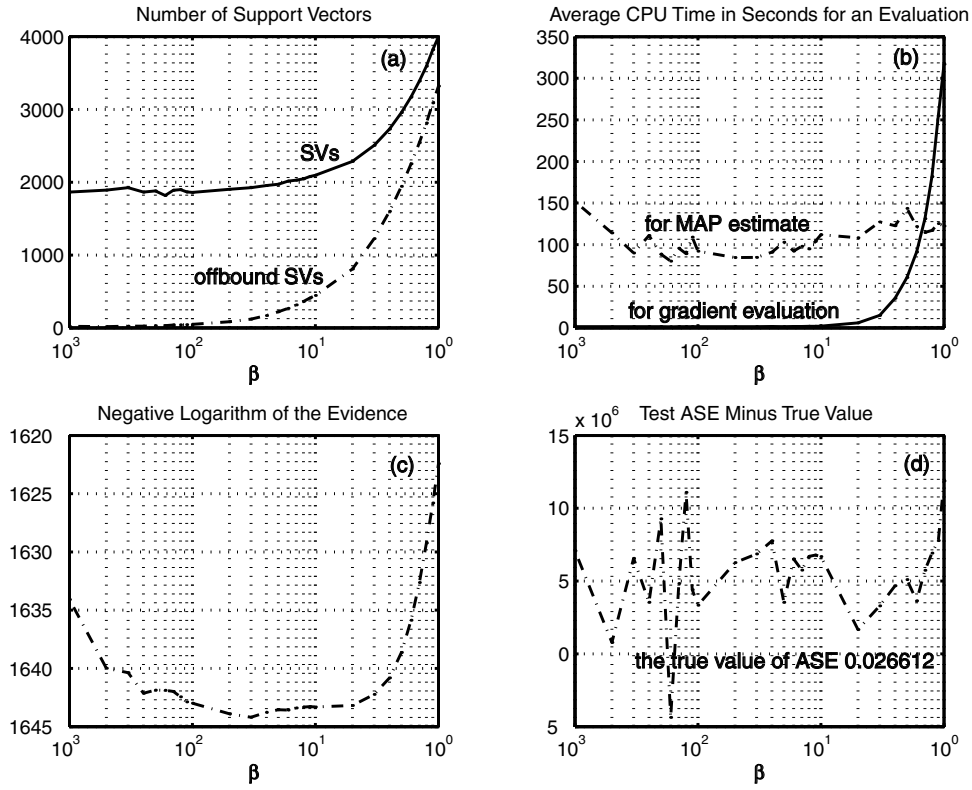 Number of Support Vectors
4000
3000
2000
1000
0
(a)
SVs
offbound SVs
10³ 10² 10¹ 10⁰
β
Average CPU Time in Seconds for an Evaluation
350
300
250
200
150
100
50
0
(b)
for MAP estimate
for gradient evaluation
10³ 10² 10¹ 10⁰
β
Negative Logarithm of the Evidence
1620
1625
1630
1635
1640
1645
(c)
10³ 10² 10¹ 10⁰
β
x 10⁶ Test ASE Minus True Value
15
10
5
0
5
(d)
the true value of ASE 0.026612
10³ 10² 10¹ 10⁰
β